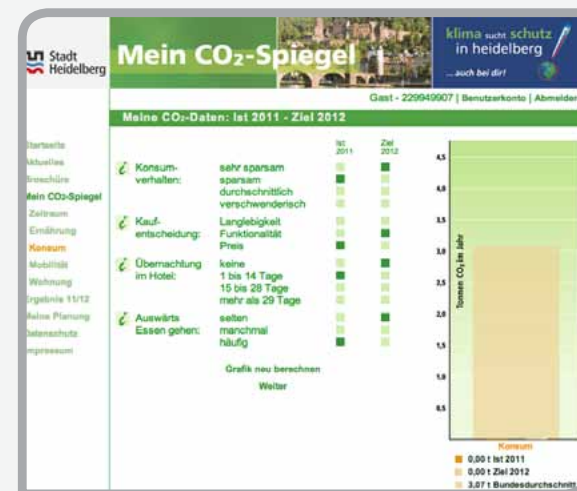 Stadt
Heidelberg
Mein CO₂-Spiegel
klima sucht schutz
in heidelberg
...auch bei dir!
Gast - 229949907 | Benutzerkonto | Abmelden
Meine CO₂-Daten: Ist 2011 - Ziel 2012
Startseite
Aktuelles
Broschüre
Mein CO2-Spiegel
Zeitraum
Ernährung
Konsum
Mobilität
Wohnung
Ergebnis 11/12
Meine Planung
Datenschutz
Impressum
Ist Ziel
2011 2012
i Konsum- sehr sparsam
verhalten: sparsam
durchschnittlich
verschwenderisch
i Kauf- Langlebigkeit
entscheidung: Funktionalität
Preis
i Übernachtung keine
im Hotel: 1 bis 14 Tage
15 bis 28 Tage
mehr als 29 Tage
i Auswärts selten
Essen gehen: manchmal
häufig
Grafik neu berechnen
Weiter
Tonnen CO₂ im Jahr
4,5
4,0
3,5
3,0
2,5
2,0
1,5
1,0
0,5
Konsum
0,00 t Ist 2011
0,00 t Ziel 2012
3,07 t Bundesdurchschnitt